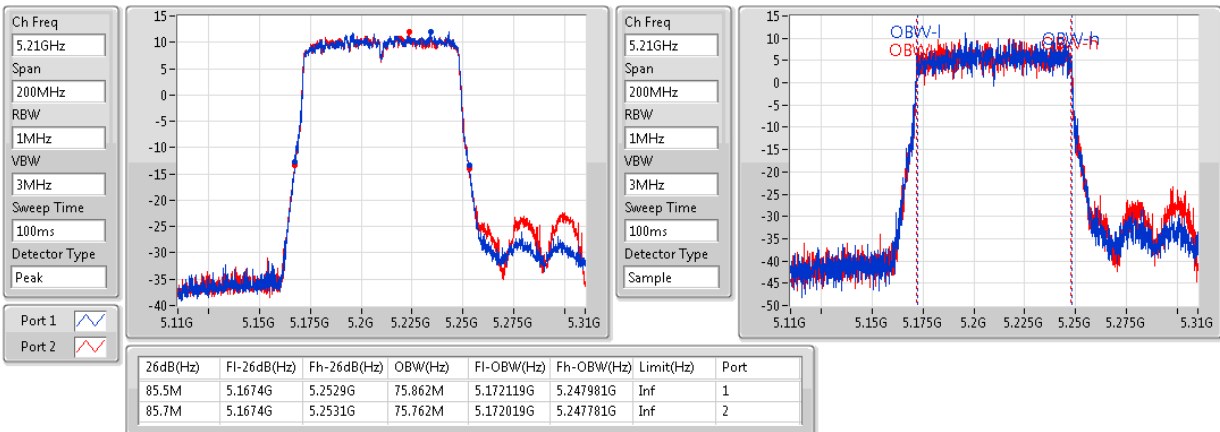 Ch Freq
5.21GHz
Span
200MHz
RBW
1MHz
VBW
3MHz
Sweep Time
100ms
Detector Type
Peak
Port 1
Port 2
15
10
5
0
-5
-10
-15
-20
-25
-30
-35
-40
5.11G 5.15G 5.175G 5.2G 5.225G 5.25G 5.275G 5.31G
Ch Freq
5.21GHz
Span
200MHz
RBW
1MHz
VBW
3MHz
Sweep Time
100ms
Detector Type
Sample
15
10
5
0
-5
-10
-15
-20
-25
-30
-35
-40
-45
-50
OBW-l
OBW-h
5.11G 5.15G 5.175G 5.2G 5.225G 5.25G 5.275G 5.31G
26dB(Hz) Fl-26dB(Hz) Fh-26dB(Hz) OBW(Hz) Fl-OBW(Hz) Fh-OBW(Hz) Limit(Hz) Port
85.5M 5.1674G 5.2529G 75.862M 5.172119G 5.247981G Inf 1
85.7M 5.1674G 5.2531G 75.762M 5.172019G 5.247781G Inf 2